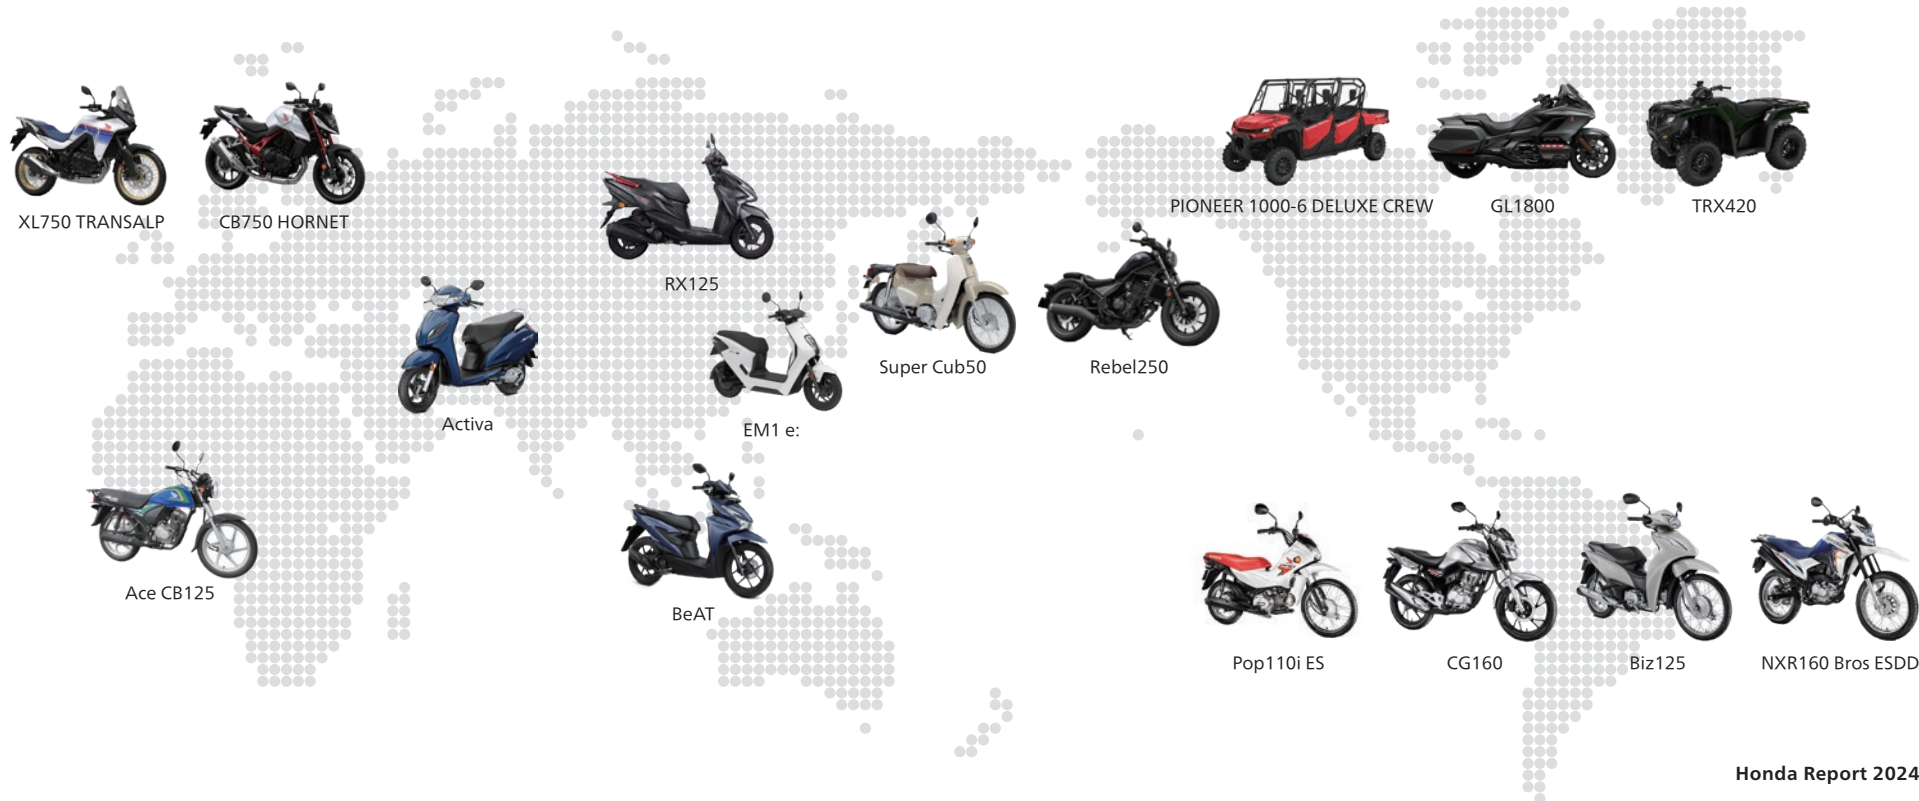 XL750 TRANSALP
CB750 HORNET
RX125
PIONEER 1000-6 DELUXE CREW
GL1800
TRX420
Super Cub50
Rebel250
Activa
EM1 e:
Ace CB125
BeAT
Pop110i ES
CG160
Biz125
NXR160 Bros ESDD
Honda Report 2024